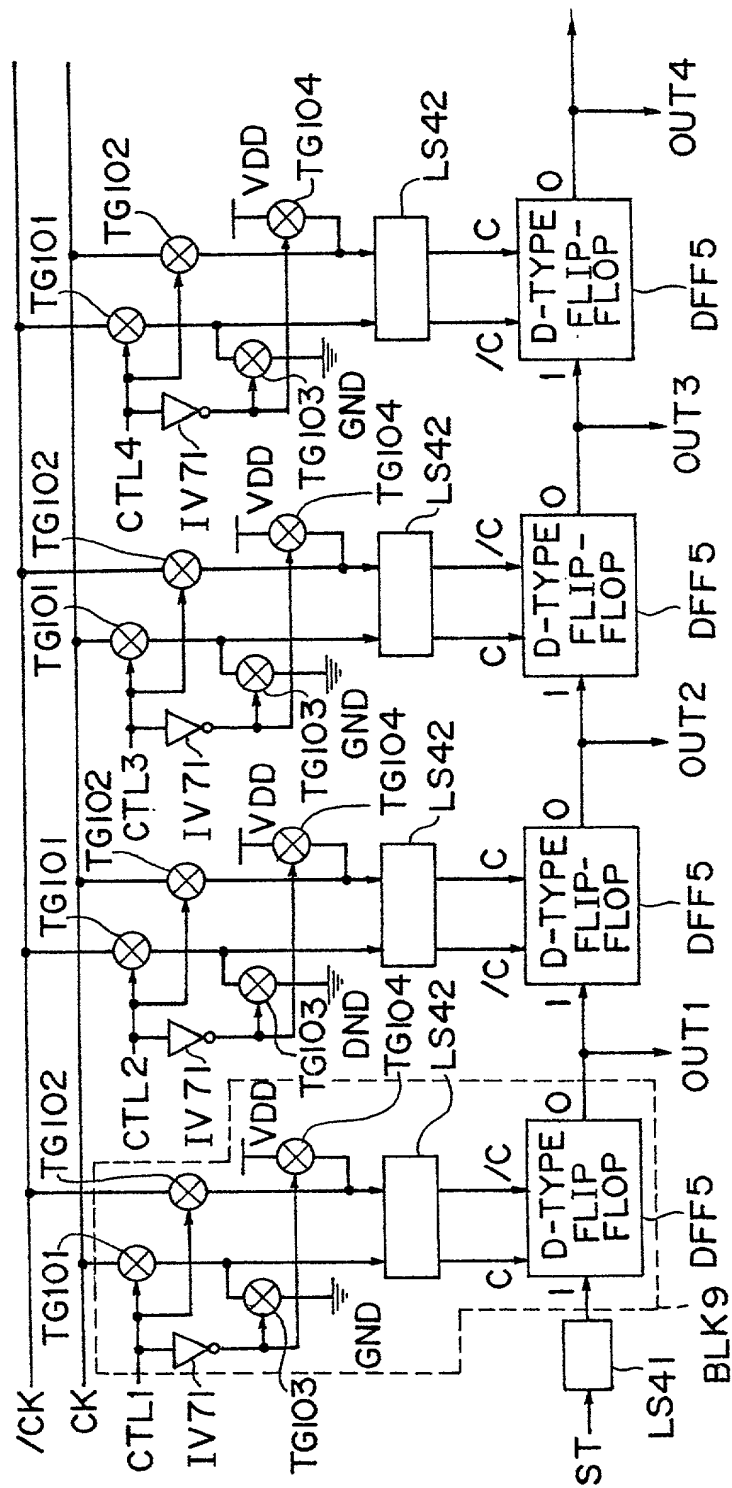 /CK
CK
CTL1
IV71
TG101
TG102
TG103
GND
VDD
TG104
LS42
C
/C
ST
LS41
BLK9
I
D-TYPE
FLIP
FLOP
O
DFF5
OUT1
CTL2
IV71
TG101
TG102
TG103
DND
VDD
TG104
LS42
/C
C
I
D-TYPE
FLIP-
FLOP
O
DFF5
OUT2
CTL3
IV71
TG101
TG102
TG103
GND
VDD
TG104
LS42
C
/C
I
D-TYPE
FLIP-
FLOP
O
DFF5
OUT3
CTL4
IV71
TG101
TG102
TG103
GND
VDD
TG104
LS42
/C
C
I
D-TYPE
FLIP-
FLOP
O
DFF5
OUT4